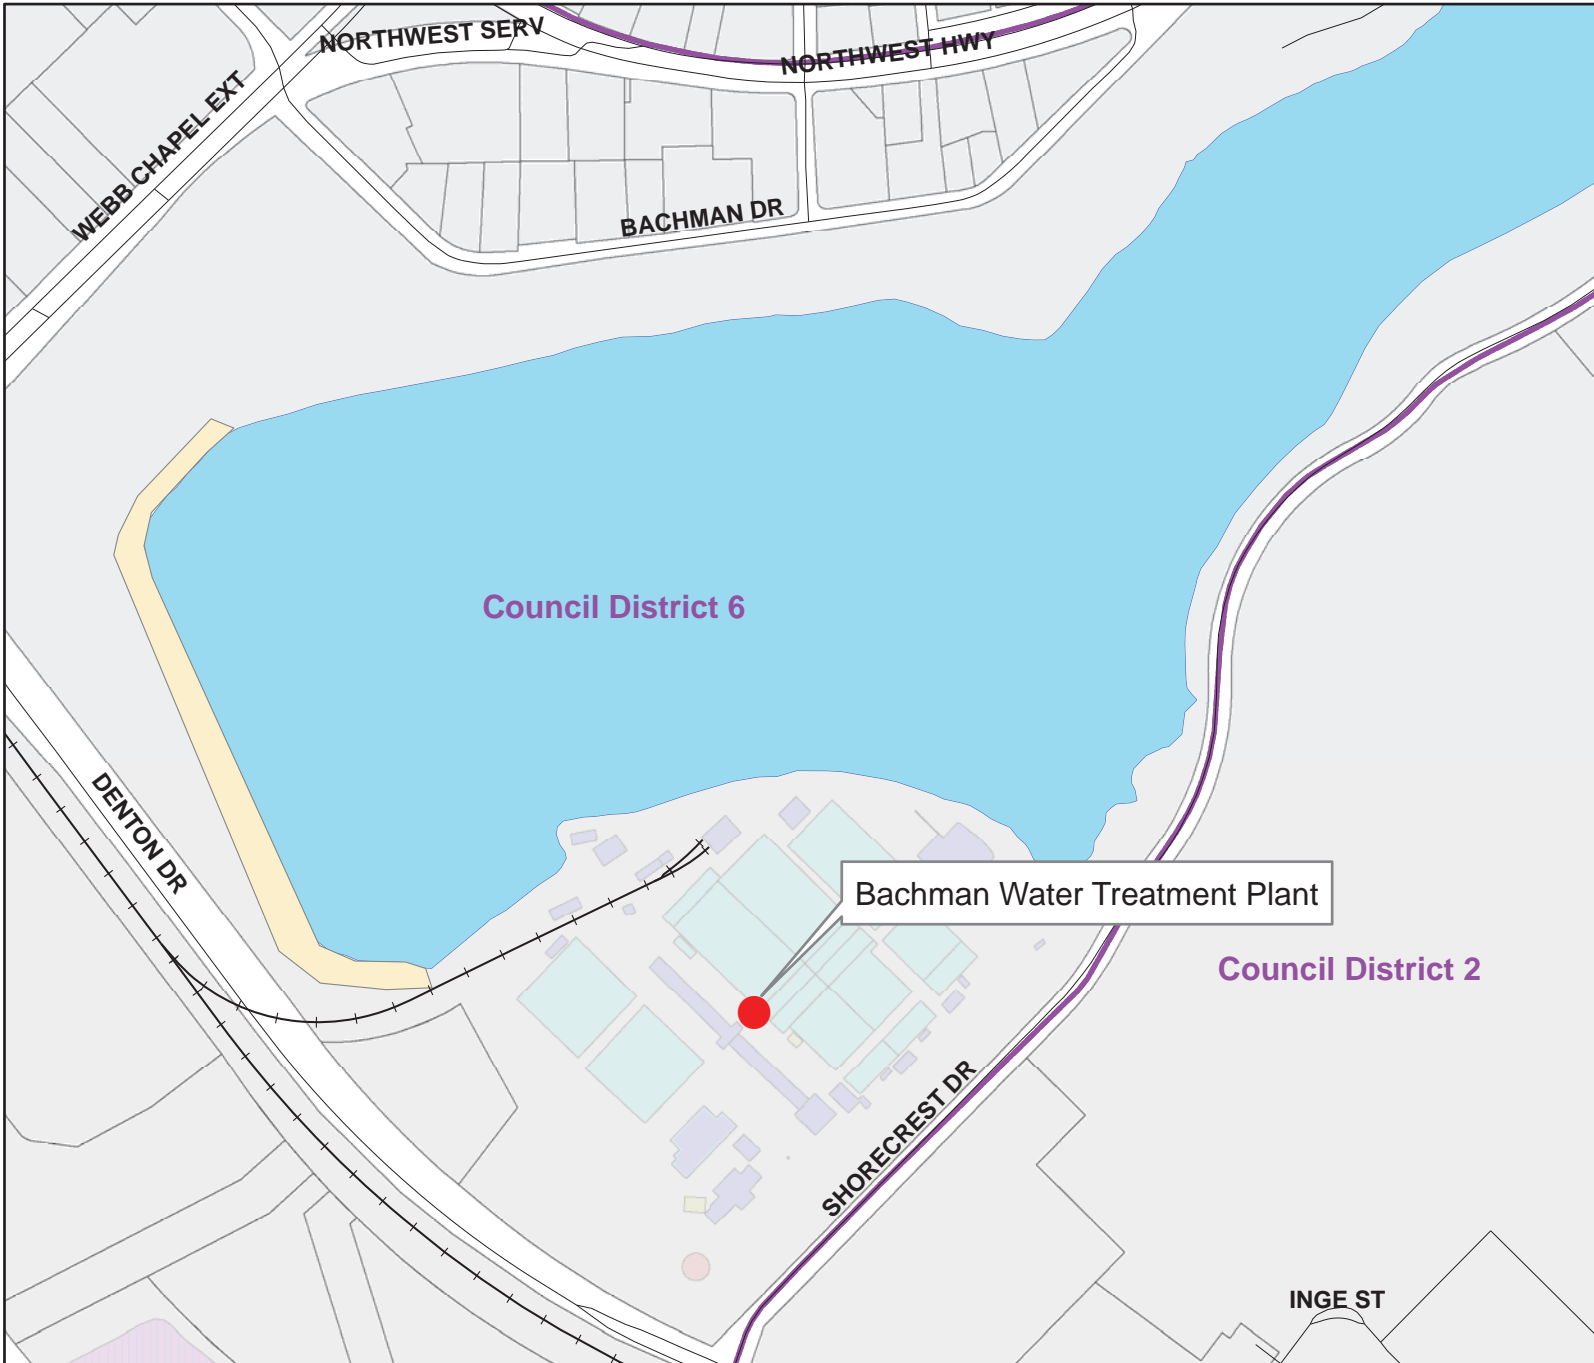 NORTHWEST SERV
NORTHWEST HWY
WEBB CHAPEL EXT
BACHMAN DR
Council District 6
DENTON DR
Bachman Water Treatment Plant
Council District 2
SHORECREST DR
INGE ST